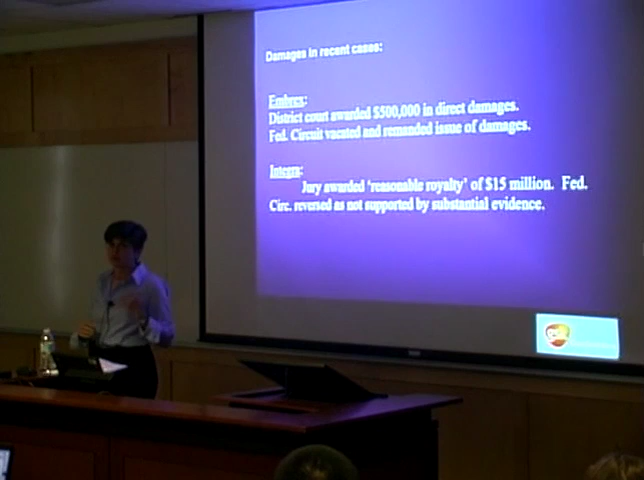 Damages in recent cases:
Embrex:
District court awarded $500,000 in direct damages.
Fed. Circuit vacated and remanded issue of damages.
Integra:
Jury awarded ‘reasonable royalty’ of $15 million. Fed.
Circ. reversed as not supported by substantial evidence.